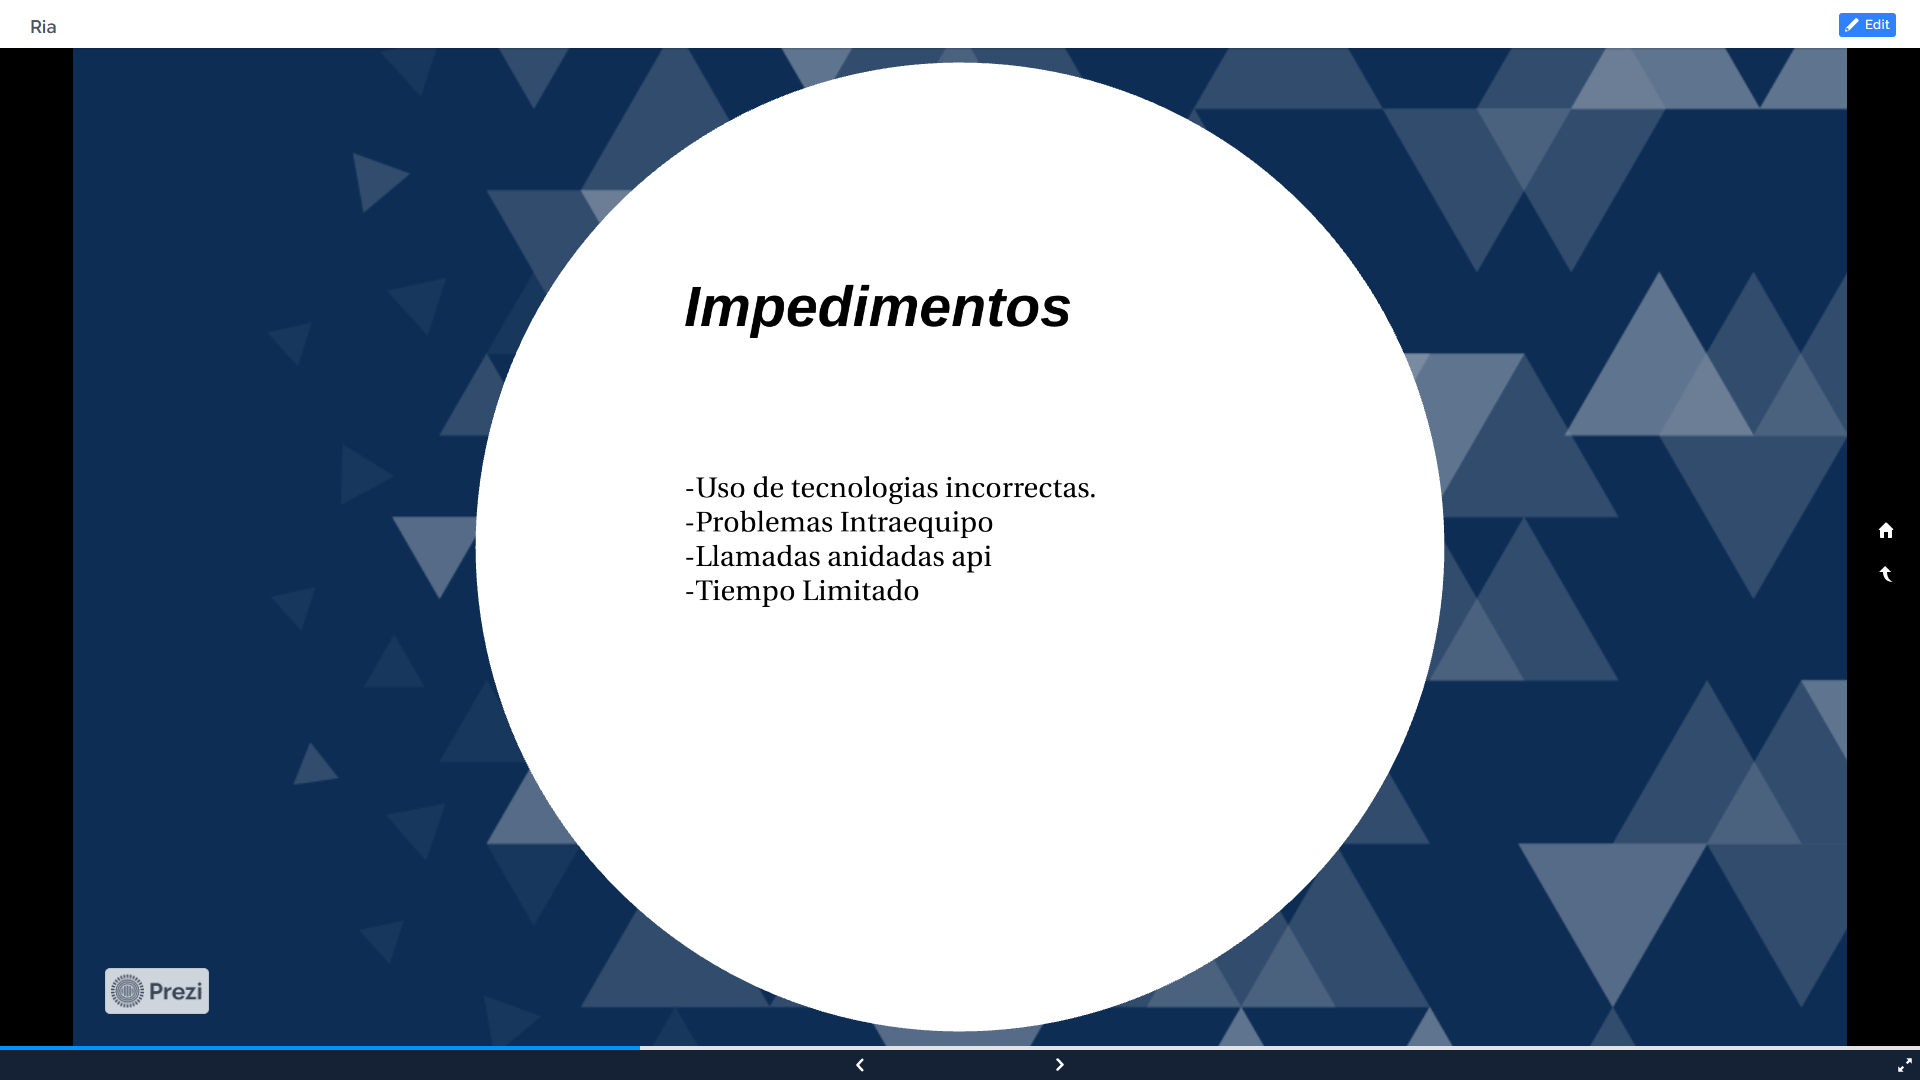 Ria
Edit
Impedimentos
-Uso de tecnologias incorrectas.
-Problemas Intraequipo
-Llamadas anidadas api
-Tiempo Limitado
Prezi